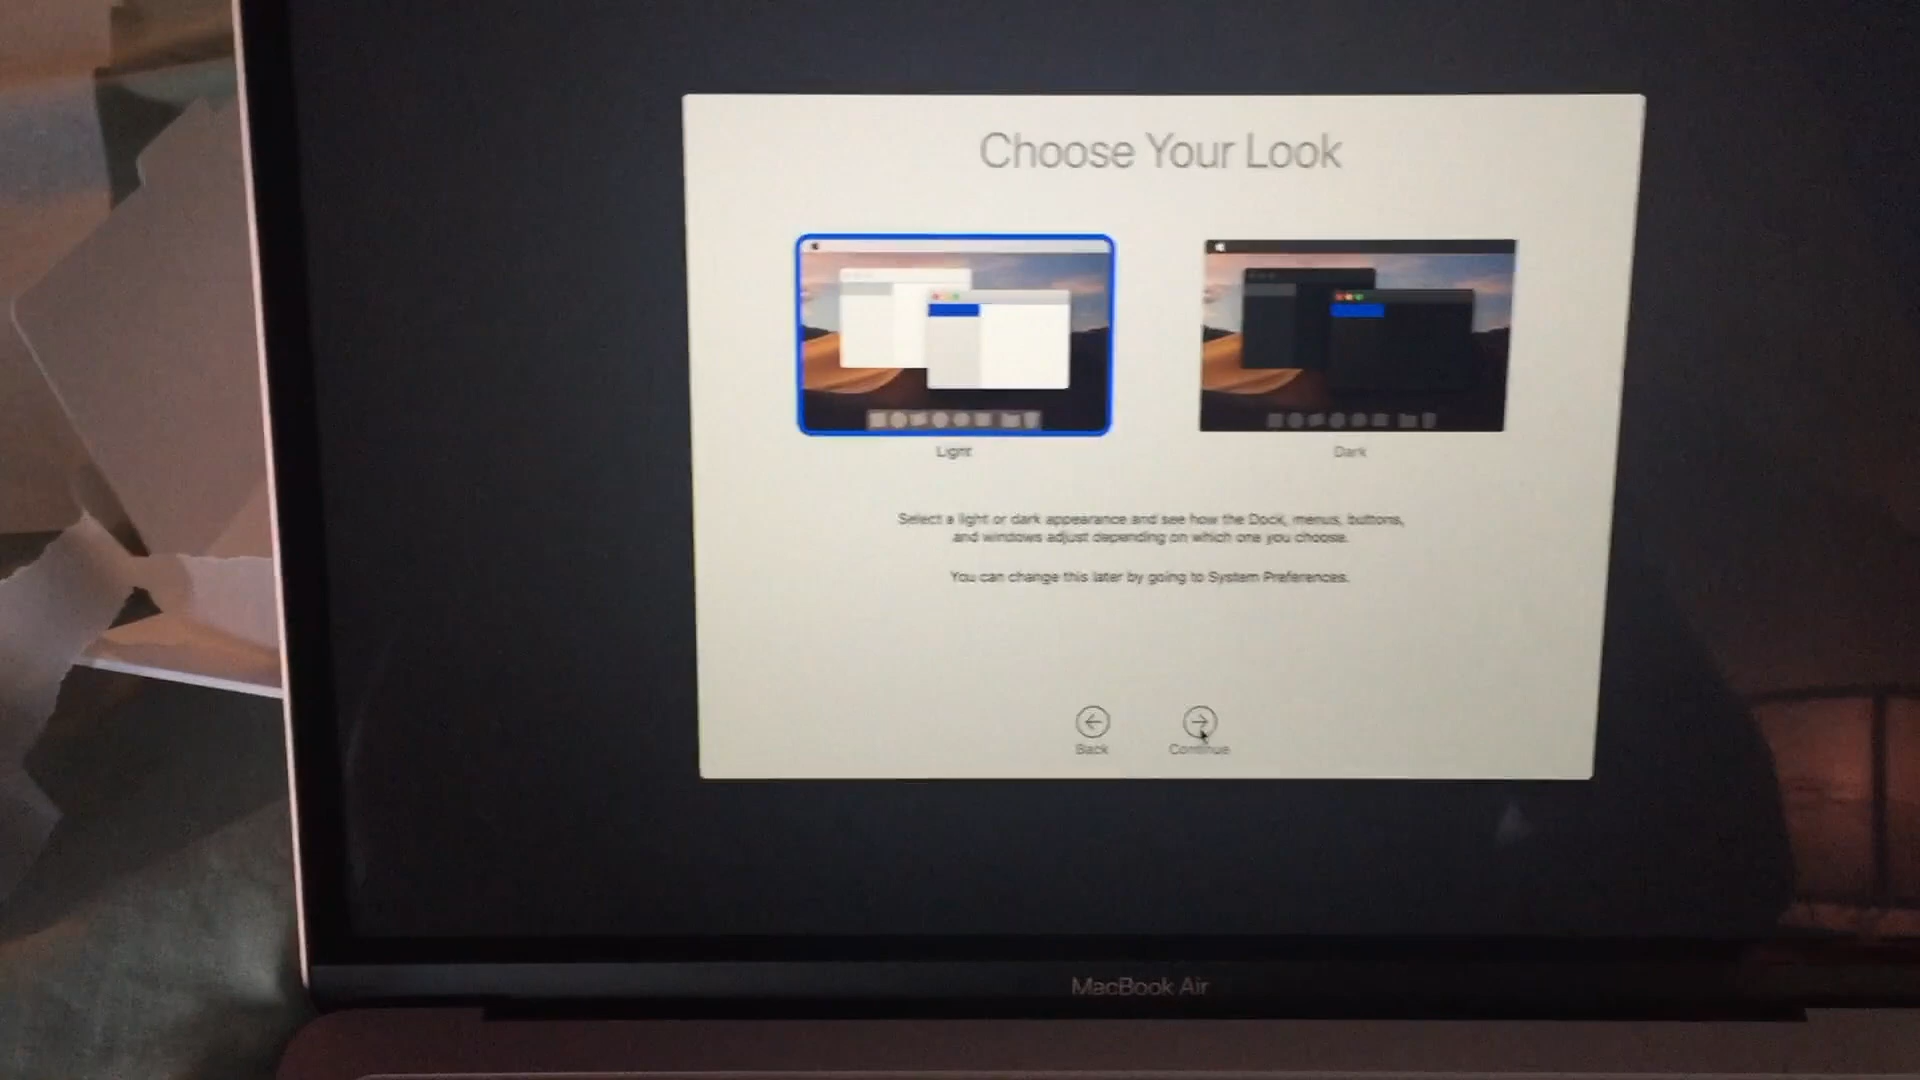 Choose Your Look
Light
Dark
Select a light or dark appearance and see how the Dock, menus, buttons,
and windows adjust depending on which one you choose.
You can change this later by going to System Preferences.
Back
Continue
MacBook Air